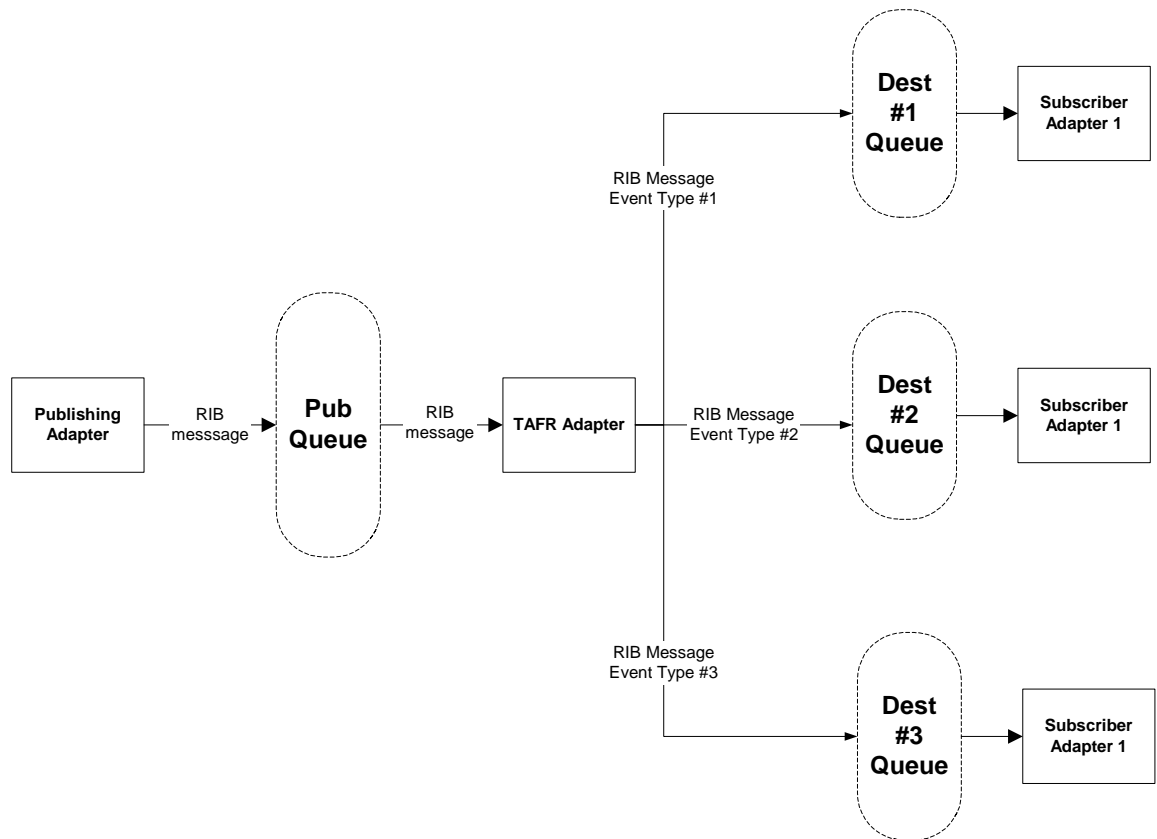 Publishing
Adapter
RIB
messsage
Pub
Queue
RIB
message
TAFR Adapter
RIB Message
Event Type #1
Dest
#1
Queue
Subscriber
Adapter 1
RIB Message
Event Type #2
Dest
#2
Queue
Subscriber
Adapter 1
RIB Message
Event Type #3
Dest
#3
Queue
Subscriber
Adapter 1